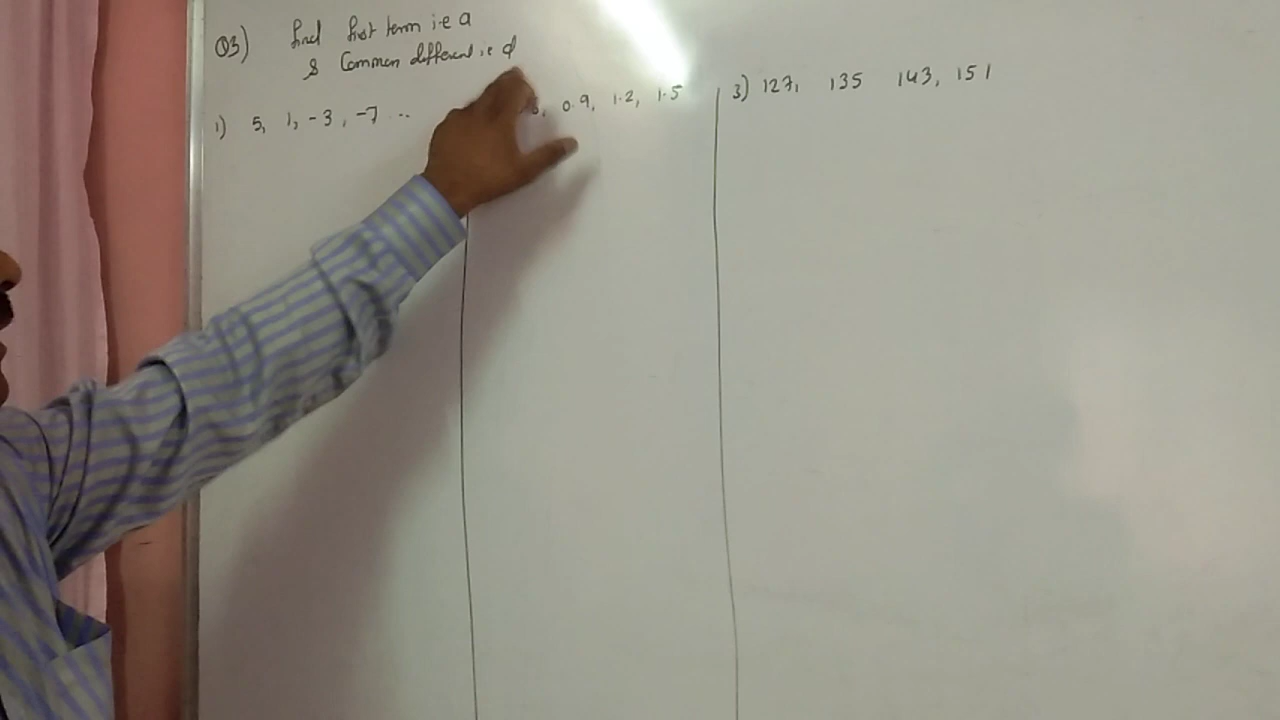 Q3) find first term i.e a
& Common different i.e d
1) 5, 1, -3, -7 ...
0.9, 1.2, 1.5
3) 127, 135 143, 151